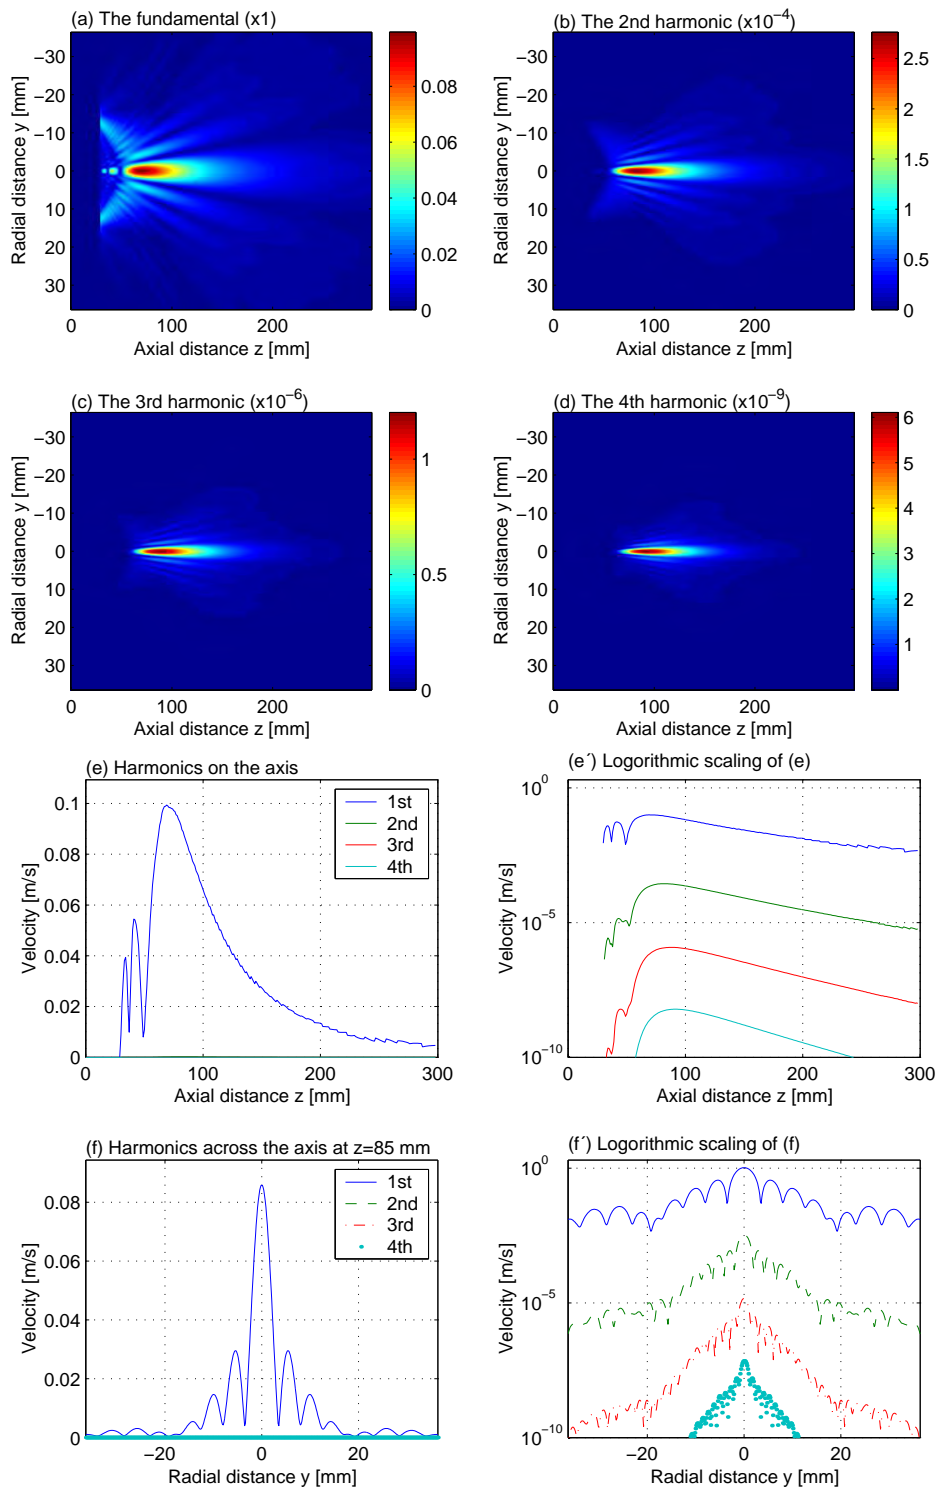 (a) The fundamental (x1)
−30
−20
−10
0
10
20
30
Radial distance y [mm]
0
100
200
Axial distance z [mm]
0.08
0.06
0.04
0.02
0
(b) The 2nd harmonic (x10−4)
−30
−20
−10
0
10
20
30
Radial distance y [mm]
0
100
200
Axial distance z [mm]
2.5
2
1.5
1
0.5
0
(c) The 3rd harmonic (x10−6)
−30
−20
−10
0
10
20
30
Radial distance y [mm]
0
100
200
Axial distance z [mm]
1
0.5
0
(d) The 4th harmonic (x10−9)
−30
−20
−10
0
10
20
30
Radial distance y [mm]
0
100
200
Axial distance z [mm]
6
5
4
3
2
1
(e) Harmonics on the axis
0.1
0.08
0.06
0.04
0.02
0
Velocity [m/s]
1st
2nd
3rd
4th
0
100
200
300
Axial distance z [mm]
(e´) Logorithmic scaling of (e)
100
10−5
10−10
Velocity [m/s]
0
100
200
300
Axial distance z [mm]
(f) Harmonics across the axis at z=85 mm
0.08
0.06
0.04
0.02
0
Velocity [m/s]
1st
2nd
3rd
4th
−20
0
20
Radial distance y [mm]
(f´) Logorithmic scaling of (f)
100
10−5
10−10
Velocity [m/s]
−20
0
20
Radial distance y [mm]